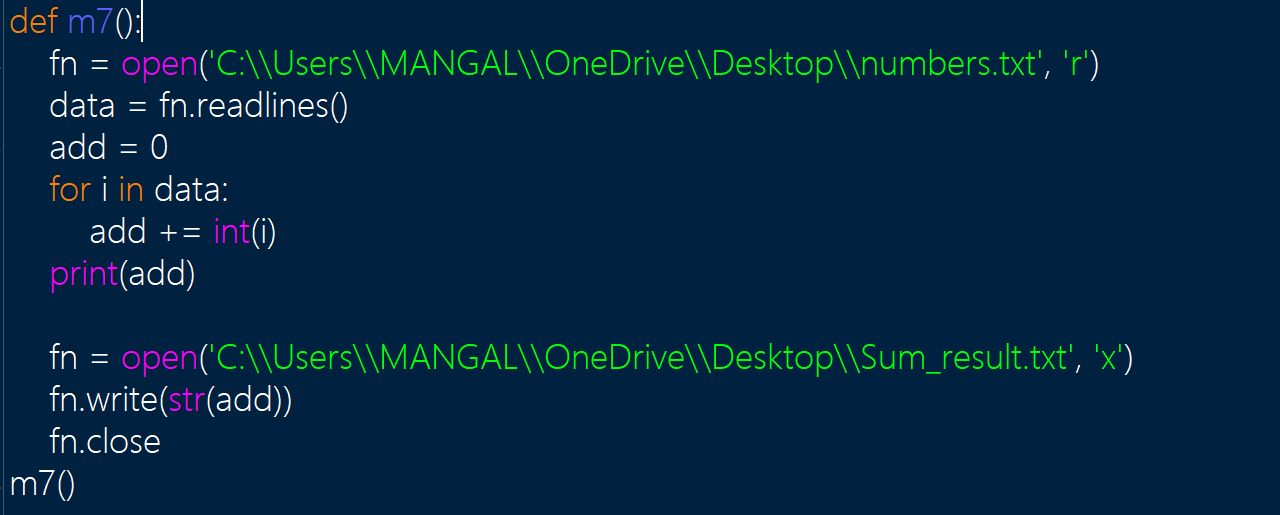 def m7():
    fn = open('C:\\Users\\MANGAL\\OneDrive\\Desktop\\numbers.txt', 'r')
    data = fn.readlines()
    add = 0
    for i in data:
        add += int(i)
    print(add)

    fn = open('C:\\Users\\MANGAL\\OneDrive\\Desktop\\Sum_result.txt', 'x')
    fn.write(str(add))
    fn.close
m7()